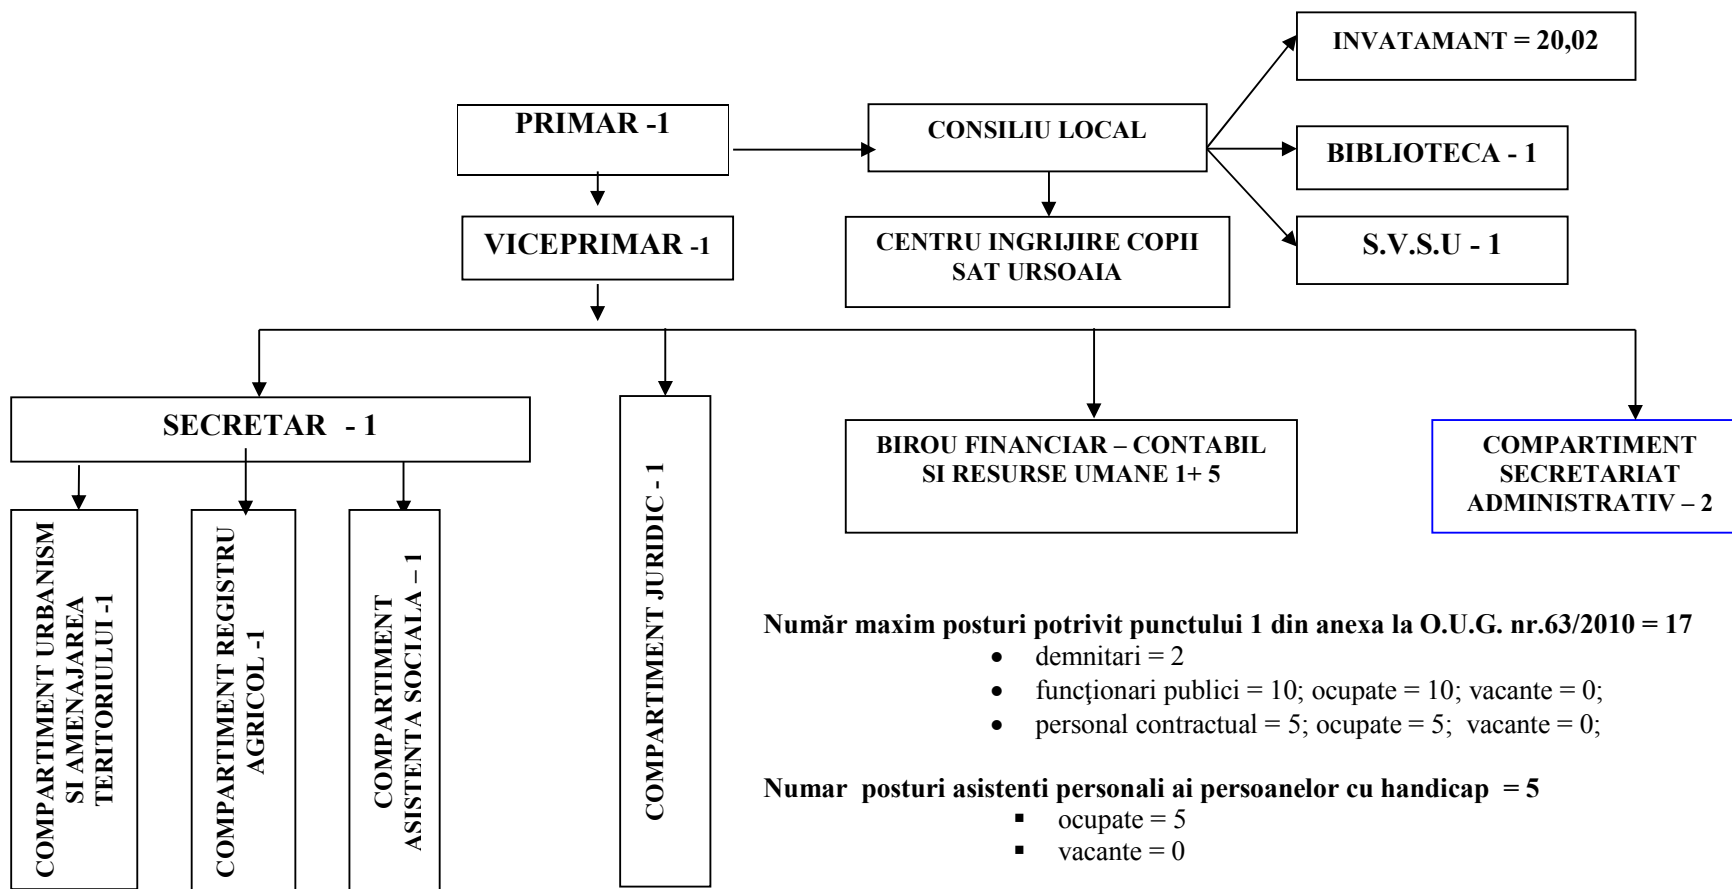 INVATAMANT = 20,02
PRIMAR -1
CONSILIU LOCAL
BIBLIOTECA - 1
VICEPRIMAR -1
CENTRU INGRIJIRE COPII
SAT URSOAIA
S.V.S.U - 1
SECRETAR - 1
BIROU FINANCIAR – CONTABIL
SI RESURSE UMANE 1+ 5
COMPARTIMENT
SECRETARIAT
ADMINISTRATIV – 2
COMPARTIMENT URBANISM
SI AMENAJAREA
TERITORIULUI -1
COMPARTIMENT REGISTRU
AGRICOL -1
COMPARTIMENT
ASISTENTA SOCIALA – 1
COMPARTIMENT JURIDIC - 1
Număr maxim posturi potrivit punctului 1 din anexa la O.U.G. nr.63/2010 = 17
• demnitari = 2
• funcţionari publici = 10; ocupate = 10; vacante = 0;
• personal contractual = 5; ocupate = 5; vacante = 0;
Numar posturi asistenti personali ai persoanelor cu handicap = 5
▪ ocupate = 5
▪ vacante = 0